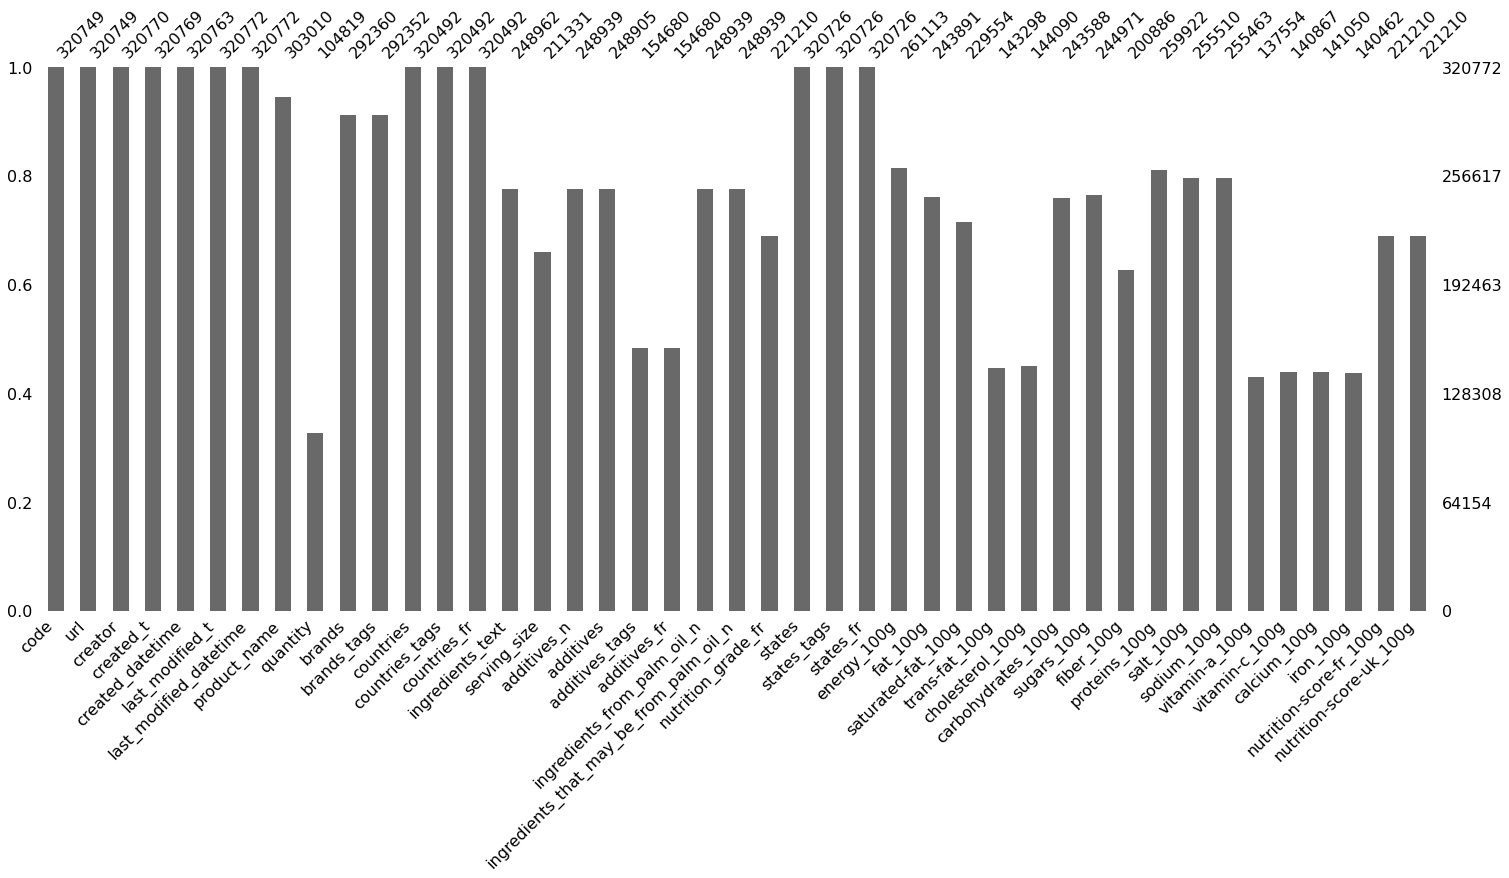 320749
320749
320770
320769
320763
320772
320772
303010
104819
292360
292352
320492
320492
320492
248962
211331
248939
248905
154680
154680
248939
248939
221210
320726
320726
320726
261113
243891
229554
143298
144090
243588
244971
200886
259922
255510
255463
137554
140867
141050
140462
221210
221210
1.0
320772
0.8
256617
0.6
192463
0.4
128308
0.2
64154
0.0
0
code
url
creator
created_t
created_datetime
last_modified_t
last_modified_datetime
product_name
quantity
brands
brands_tags
countries
countries_tags
countries_fr
ingredients_text
serving_size
additives_n
additives
additives_tags
additives_fr
ingredients_from_palm_oil_n
ingredients_that_may_be_from_palm_oil_n
nutrition_grade_fr
states
states_tags
states_fr
energy_100g
fat_100g
saturated-fat_100g
trans-fat_100g
cholesterol_100g
carbohydrates_100g
sugars_100g
fiber_100g
proteins_100g
salt_100g
sodium_100g
vitamin-a_100g
vitamin-c_100g
calcium_100g
iron_100g
nutrition-score-fr_100g
nutrition-score-uk_100g